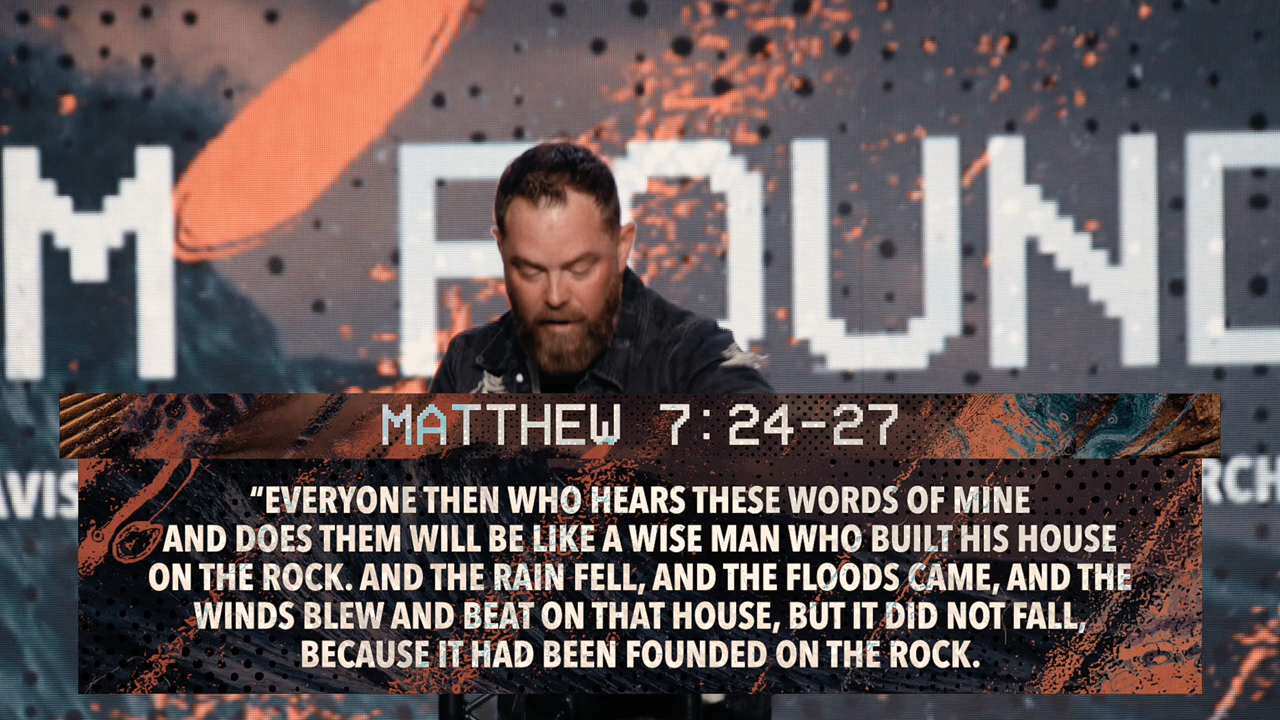 M FOUND
MATTHEW 7:24-27
AVIS
RCH
“EVERYONE THEN WHO HEARS THESE WORDS OF MINE
AND DOES THEM WILL BE LIKE A WISE MAN WHO BUILT HIS HOUSE
ON THE ROCK. AND THE RAIN FELL, AND THE FLOODS CAME, AND THE
WINDS BLEW AND BEAT ON THAT HOUSE, BUT IT DID NOT FALL,
BECAUSE IT HAD BEEN FOUNDED ON THE ROCK.